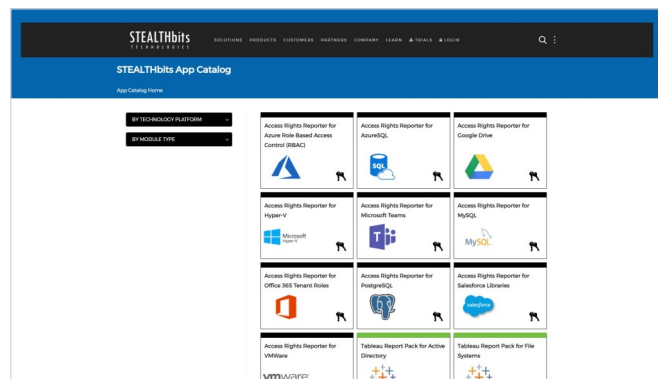 STEALTHbits
TECHNOLOGIES
SOLUTIONS PRODUCTS CUSTOMERS PARTNERS COMPANY LEARN TRIALS LOGIN
STEALTHbits App Catalog
App Catalog Home
BY TECHNOLOGY PLATFORM
BY MODULE TYPE
Access Rights Reporter for
Azure Role Based Access
Control (RBAC)
Access Rights Reporter for
AzureSQL
SQL
Access Rights Reporter for
Google Drive
Access Rights Reporter for
Hyper-V
Microsoft
Hyper-V
Access Rights Reporter for
Microsoft Teams
T
Access Rights Reporter for
MySQL
MySQL
Access Rights Reporter for
Office 365 Tenant Roles
Access Rights Reporter for
PostgreSQL
Access Rights Reporter for
Salesforce Libraries
salesforce
Access Rights Reporter for
VMWare
vmware
Tableau Report Pack for Active
Directory
Tableau Report Pack for File
Systems